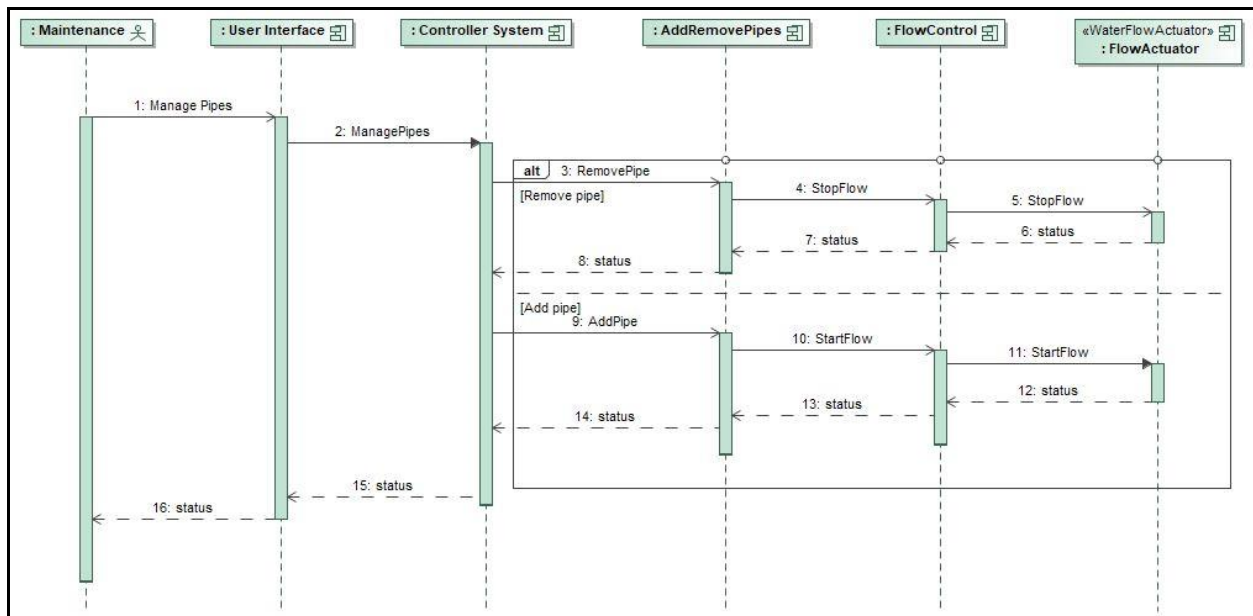 : Maintenance
: User Interface
: Controller System
: AddRemovePipes
: FlowControl
«WaterFlowActuator»
: FlowActuator
1: Manage Pipes
2: ManagePipes
alt
3: RemovePipe
[Remove pipe]
4: StopFlow
5: StopFlow
6: status
7: status
8: status
[Add pipe]
9: AddPipe
10: StartFlow
11: StartFlow
12: status
13: status
14: status
15: status
16: status